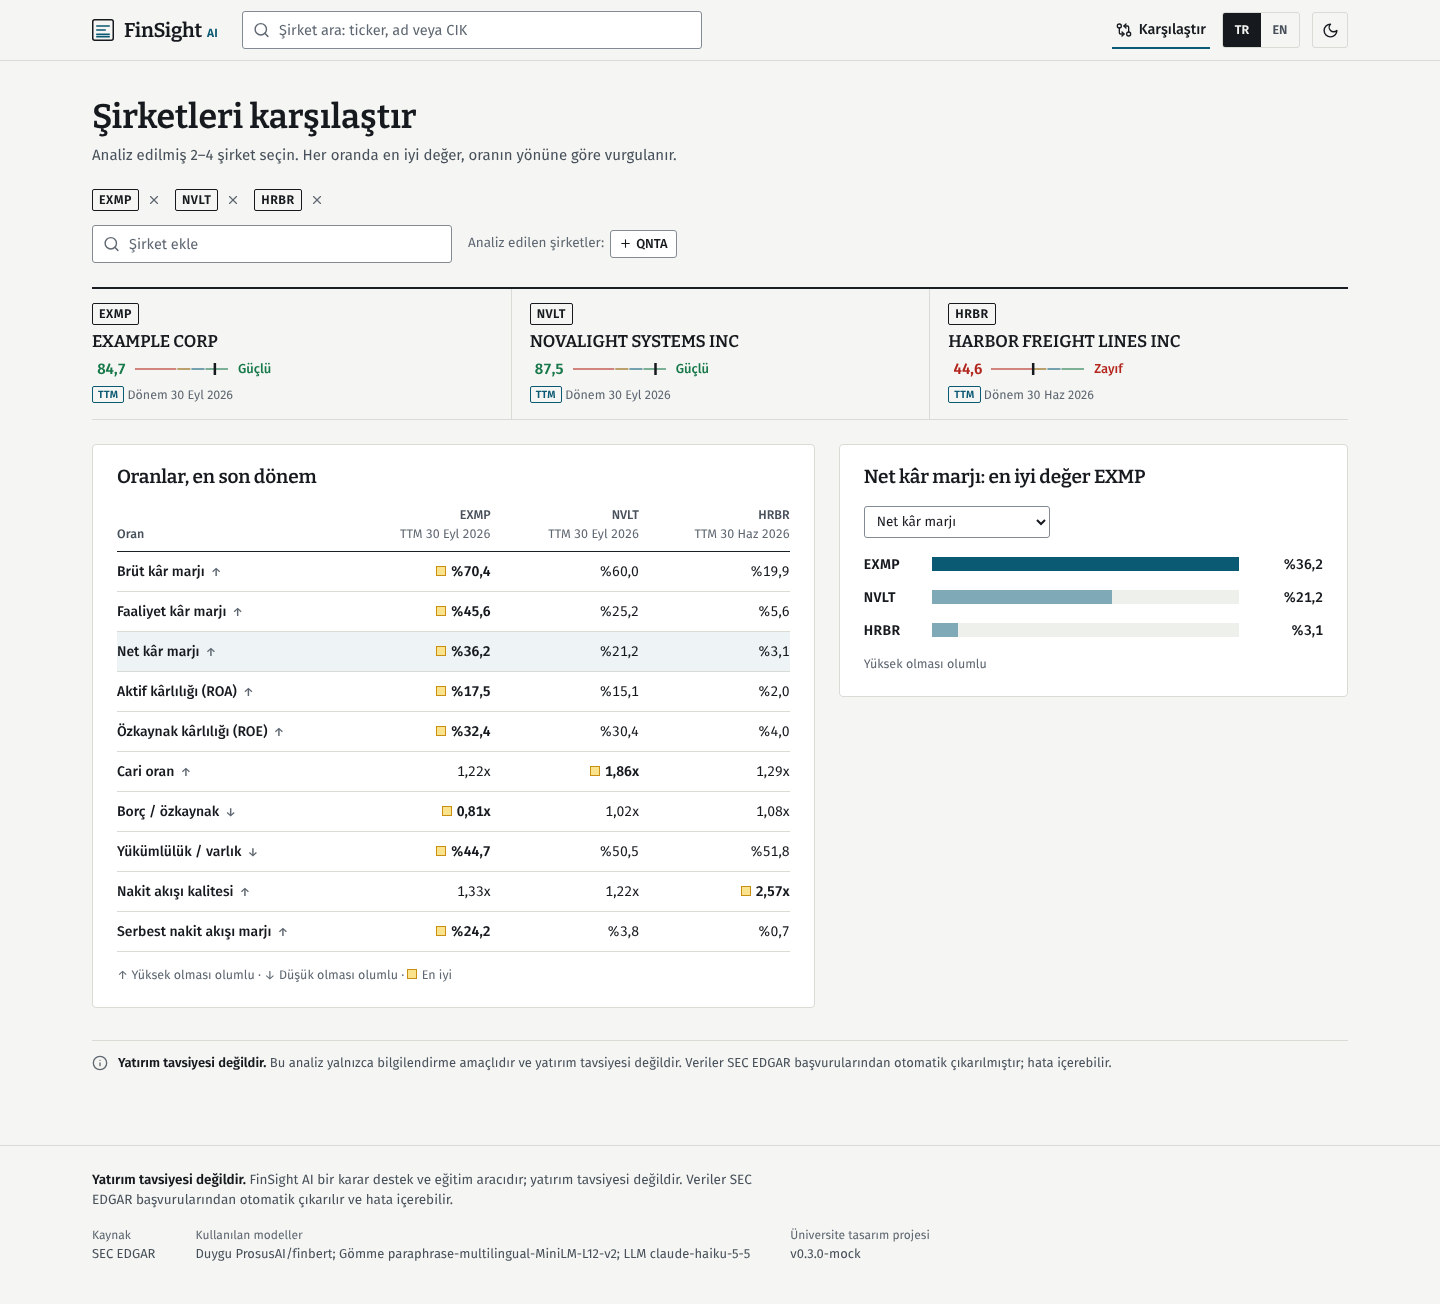 FinSight AI
Şirket ara: ticker, ad veya CIK
Karşılaştır
TR EN
Şirketleri karşılaştır
Analiz edilmiş 2–4 şirket seçin. Her oranda en iyi değer, oranın yönüne göre vurgulanır.
EXMP × NVLT × HRBR ×
Şirket ekle
Analiz edilen şirketler: + QNTA
EXMP
EXAMPLE CORP
84,7 Güçlü
TTM Dönem 30 Eyl 2026
NVLT
NOVALIGHT SYSTEMS INC
87,5 Güçlü
TTM Dönem 30 Eyl 2026
HRBR
HARBOR FREIGHT LINES INC
44,6 Zayıf
TTM Dönem 30 Haz 2026
Oranlar, en son dönem
EXMP NVLT HRBR
Oran TTM 30 Eyl 2026 TTM 30 Eyl 2026 TTM 30 Haz 2026
Brüt kâr marjı ↑ %70,4 %60,0 %19,9
Faaliyet kâr marjı ↑ %45,6 %25,2 %5,6
Net kâr marjı ↑ %36,2 %21,2 %3,1
Aktif kârlılığı (ROA) ↑ %17,5 %15,1 %2,0
Özkaynak kârlılığı (ROE) ↑ %32,4 %30,4 %4,0
Cari oran ↑ 1,22x 1,86x 1,29x
Borç / özkaynak ↓ 0,81x 1,02x 1,08x
Yükümlülük / varlık ↓ %44,7 %50,5 %51,8
Nakit akışı kalitesi ↑ 1,33x 1,22x 2,57x
Serbest nakit akışı marjı ↑ %24,2 %3,8 %0,7
↑ Yüksek olması olumlu · ↓ Düşük olması olumlu · En iyi
Net kâr marjı: en iyi değer EXMP
Net kâr marjı
EXMP %36,2
NVLT %21,2
HRBR %3,1
Yüksek olması olumlu
Yatırım tavsiyesi değildir. Bu analiz yalnızca bilgilendirme amaçlıdır ve yatırım tavsiyesi değildir. Veriler SEC EDGAR başvurularından otomatik çıkarılmıştır; hata içerebilir.
Yatırım tavsiyesi değildir. FinSight AI bir karar destek ve eğitim aracıdır; yatırım tavsiyesi değildir. Veriler SEC
EDGAR başvurularından otomatik çıkarılır ve hata içerebilir.
Kaynak
SEC EDGAR
Kullanılan modeller
Duygu ProsusAI/finbert; Gömme paraphrase-multilingual-MiniLM-L12-v2; LLM claude-haiku-5-5
Üniversite tasarım projesi
v0.3.0-mock